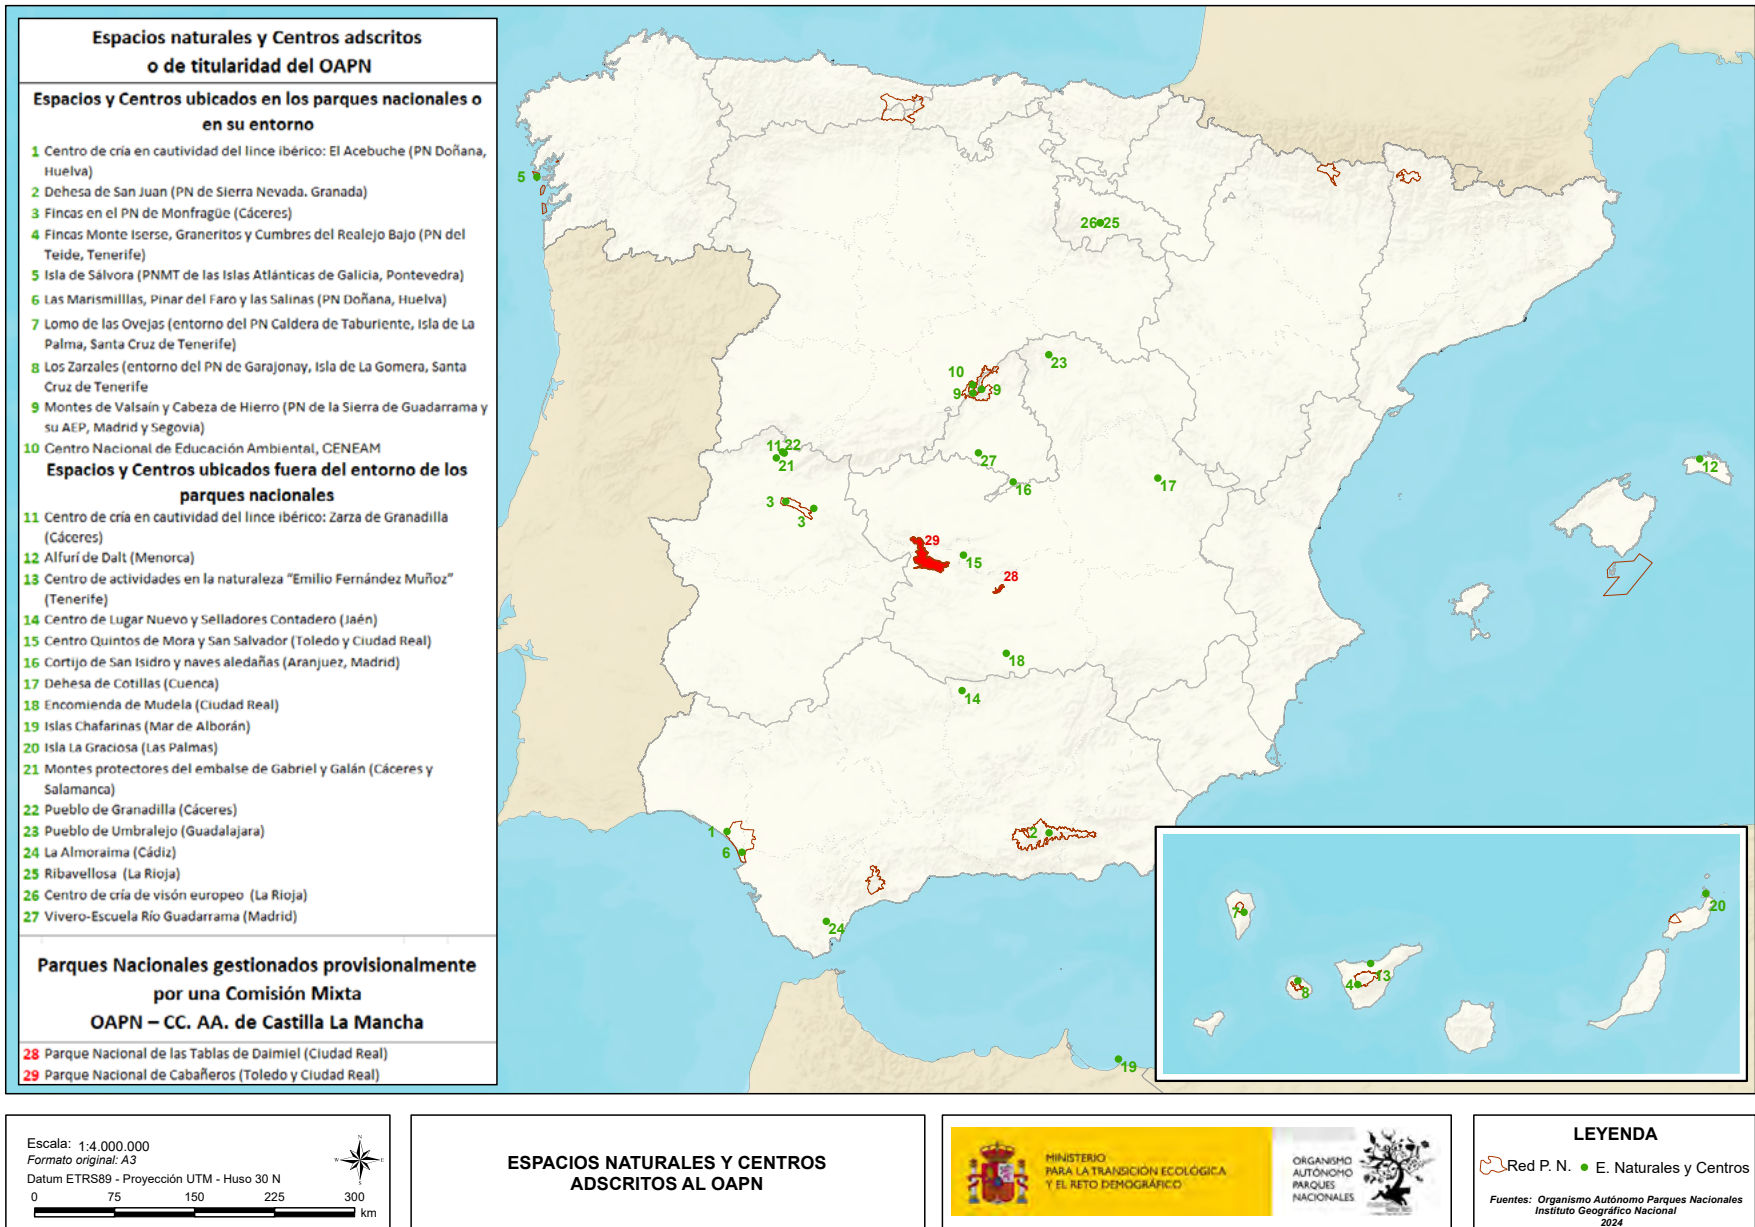 Espacios naturales y Centros adscritos
o de titularidad del OAPN
Espacios y Centros ubicados en los parques nacionales o
en su entorno
1 Centro de cría en cautividad del lince ibérico: El Acebuche (PN Doñana,
Huelva)
2 Dehesa de San Juan (PN de Sierra Nevada. Granada)
3 Fincas en el PN de Monfragüe (Cáceres)
4 Fincas Monte Iserse, Graneritos y Cumbres del Realejo Bajo (PN del
Teide, Tenerife)
5 Isla de Sálvora (PNMT de las Islas Atlánticas de Galicia, Pontevedra)
6 Las Marismilllas, Pinar del Faro y las Salinas (PN Doñana, Huelva)
7 Lomo de las Ovejas (entorno del PN Caldera de Taburiente, Isla de La
Palma, Santa Cruz de Tenerife)
8 Los Zarzales (entorno del PN de Garajonay, Isla de La Gomera, Santa
Cruz de Tenerife
9 Montes de Valsaín y Cabeza de Hierro (PN de la Sierra de Guadarrama y
su AEP, Madrid y Segovia)
10 Centro Nacional de Educación Ambiental, CENEAM
Espacios y Centros ubicados fuera del entorno de los
parques nacionales
11 Centro de cría en cautividad del lince ibérico: Zarza de Granadilla
(Cáceres)
12 Alfurí de Dalt (Menorca)
13 Centro de actividades en la naturaleza “Emilio Fernández Muñoz”
(Tenerife)
14 Centro de Lugar Nuevo y Selladores Contadero (Jaén)
15 Centro Quintos de Mora y San Salvador (Toledo y Ciudad Real)
16 Cortijo de San Isidro y naves aledañas (Aranjuez, Madrid)
17 Dehesa de Cotillas (Cuenca)
18 Encomienda de Mudela (Ciudad Real)
19 Islas Chafarinas (Mar de Alborán)
20 Isla La Graciosa (Las Palmas)
21 Montes protectores del embalse de Gabriel y Galán (Cáceres y
Salamanca)
22 Pueblo de Granadilla (Cáceres)
23 Pueblo de Umbralejo (Guadalajara)
24 La Almoraima (Cádiz)
25 Ribavellosa (La Rioja)
26 Centro de cría de visón europeo (La Rioja)
27 Vivero-Escuela Río Guadarrama (Madrid)
Parques Nacionales gestionados provisionalmente
por una Comisión Mixta
OAPN – CC. AA. de Castilla La Mancha
28 Parque Nacional de las Tablas de Daimiel (Ciudad Real)
29 Parque Nacional de Cabañeros (Toledo y Ciudad Real)
5
26 25
23
10
9 9
11 22
21
27
16
17
12
3
3
29
15
28
18
14
1
6
2
24
19
7
8
4
13
20
Escala: 1:4.000.000
Formato original: A3
Datum ETRS89 - Proyección UTM - Huso 30 N
0 75 150 225 300
km
N
W E
S
ESPACIOS NATURALES Y CENTROS
ADSCRITOS AL OAPN
MINISTERIO
PARA LA TRANSICIÓN ECOLÓGICA
Y EL RETO DEMOGRÁFICO
ORGANISMO
AUTÓNOMO
PARQUES
NACIONALES
LEYENDA
Red P. N. E. Naturales y Centros
Fuentes: Organismo Autónomo Parques Nacionales
Instituto Geográfico Nacional
2024